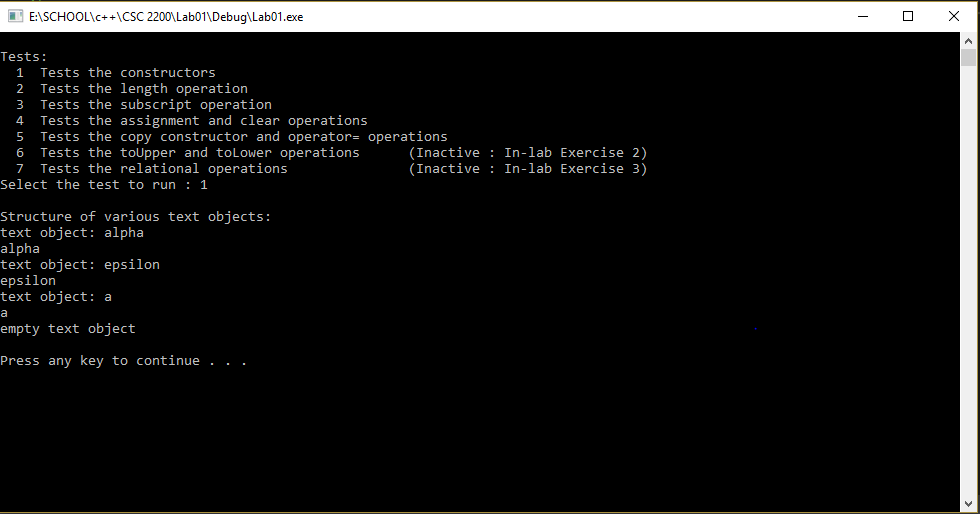 E:\SCHOOL\c++\CSC 2200\Lab01\Debug\Lab01.exe
Tests:
  1  Tests the constructors
  2  Tests the length operation
  3  Tests the subscript operation
  4  Tests the assignment and clear operations
  5  Tests the copy constructor and operator= operations
  6  Tests the toUpper and toLower operations      (Inactive : In-lab Exercise 2)
  7  Tests the relational operations               (Inactive : In-lab Exercise 3)
Select the test to run : 1
Structure of various text objects:
text object: alpha
alpha
text object: epsilon
epsilon
text object: a
a
empty text object
Press any key to continue . . .